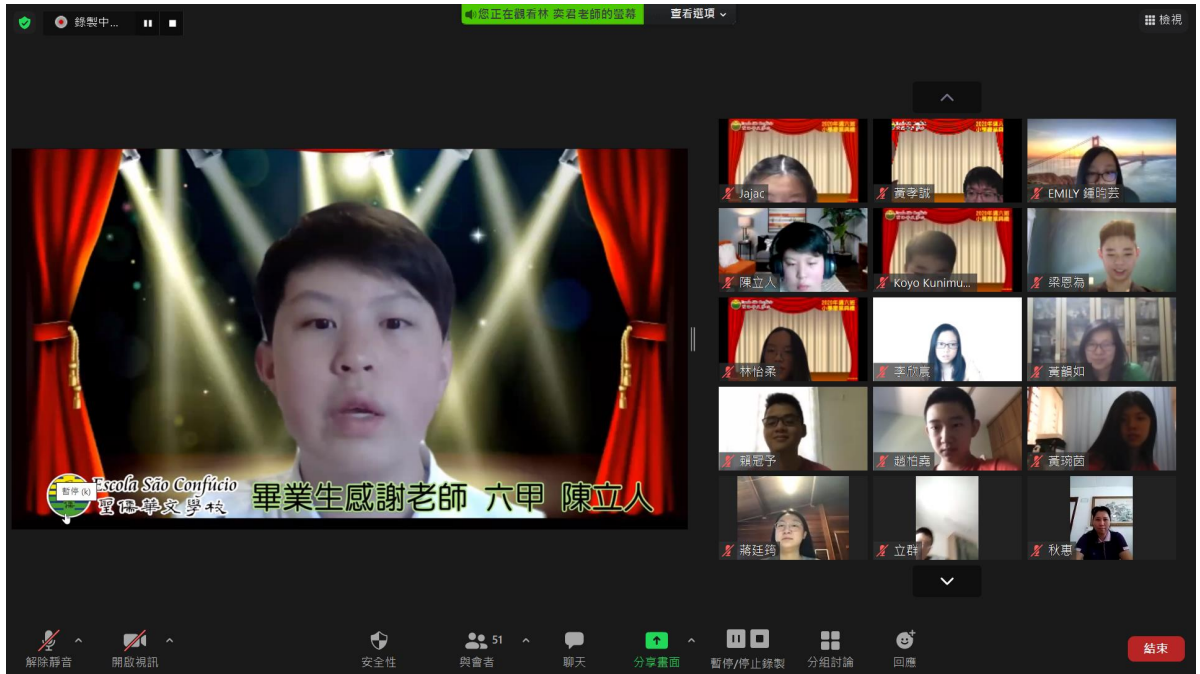 錄製中...
您正在觀看林 奕君老師的螢幕
查看選項
檢視
Jajac
黃孝誠
EMILY 鍾昀芸
陳立人
Koyo Kunimu...
梁恩為
林怡柔
李欣宸
黃韻如
賴冠予
趙柏堯
黃琬茵
蔣廷筠
立群
秋惠
暫停 (k)
Escola São Confúcio
聖儒華文學校
畢業生感謝老師 六甲 陳立人
解除靜音
開啟視訊
安全性
與會者
51
聊天
分享畫面
暫停/停止錄製
分組討論
回應
結束